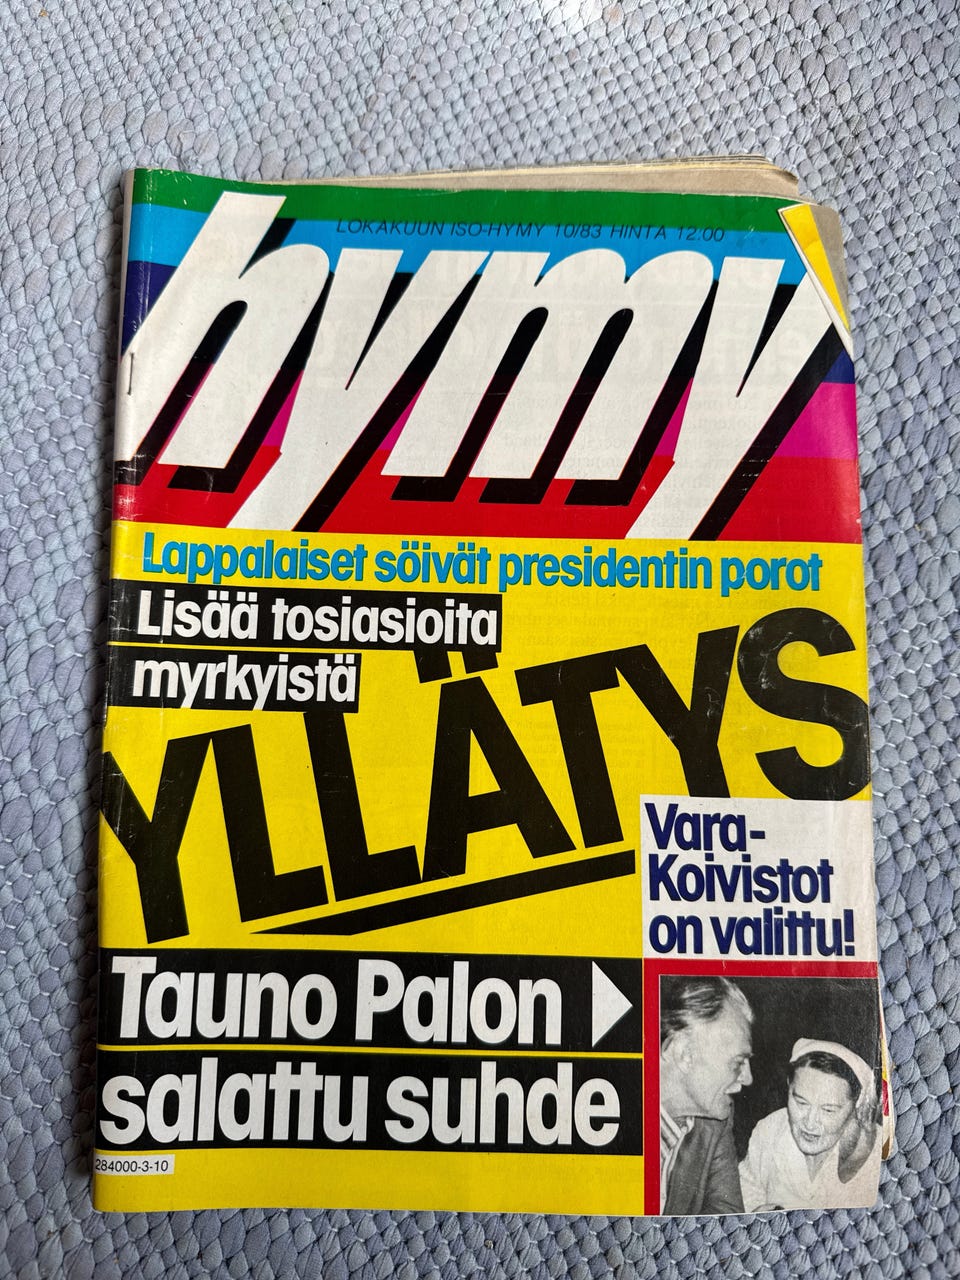 LOKAKUUN ISO-HYMY 10/83 HINTA 12:00
hymy
Lappalaiset söivät presidentin porot
Lisää tosiasioita
myrkyistä
YLLÄTYS
Vara-
Koivistot
on valittu!
Tauno Palon
salattu suhde
284000-3-10